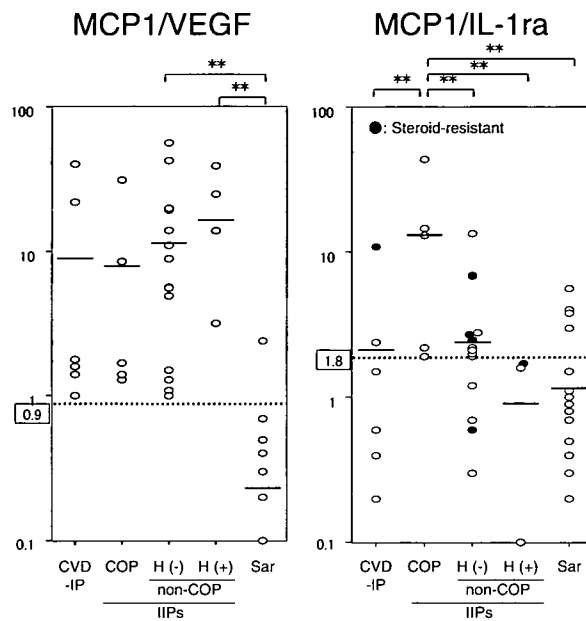 MCP1/VEGF
**
**
100
10
1
0.9
0.1
CVD
-IP
COP
H (-)
H (+)
Sar
non-COP
IIPs
MCP1/IL-1ra
**
**
**
**
100
●: Steroid-resistant
10
1.8
1
0.1
CVD
-IP
COP
H (-)
H (+)
Sar
non-COP
IIPs